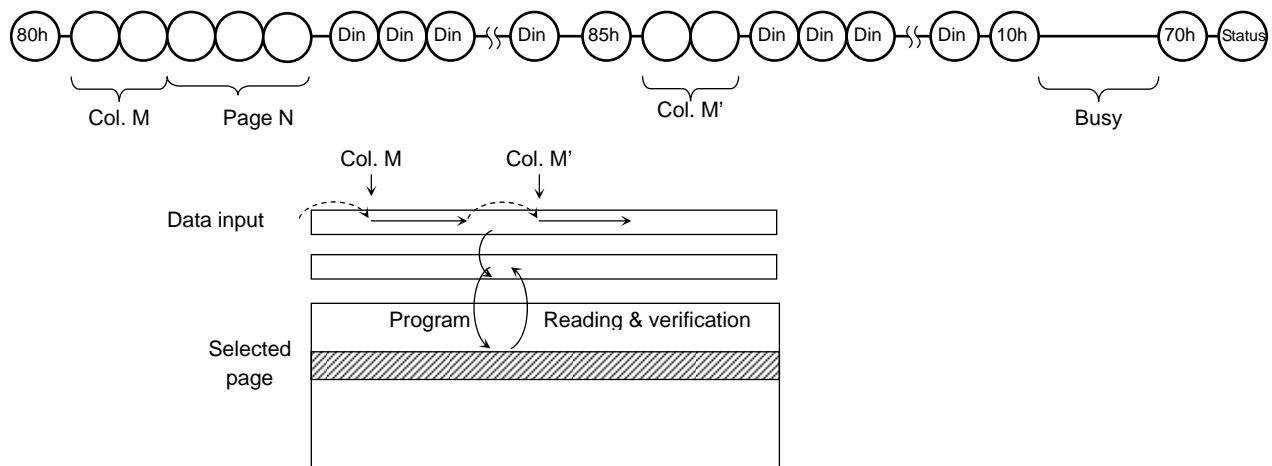 80h Din Din Din Din 85h Din Din Din Din 10h 70h Status
Col. M Page N Col. M’ Busy
Col. M Col. M’
Data input
Program Reading & verification
Selected
page